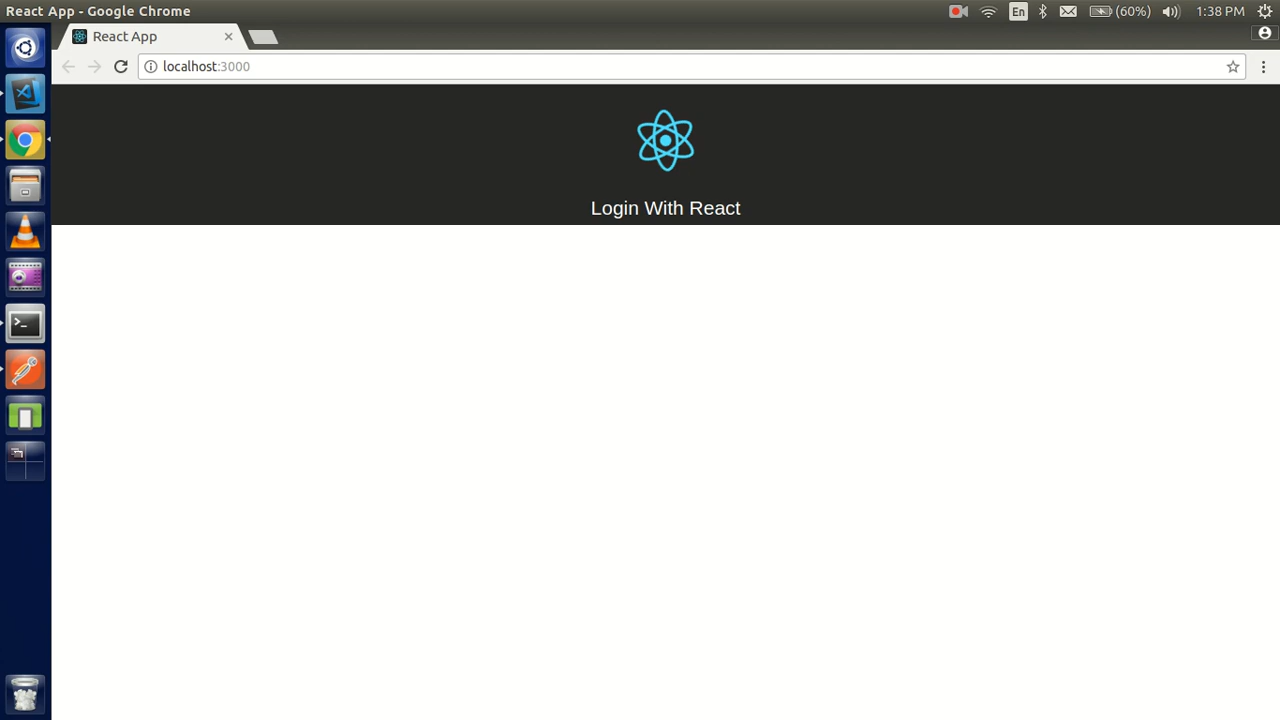 React App - Google Chrome
En
(60%)
1:38 PM
React App
localhost:3000
Login With React